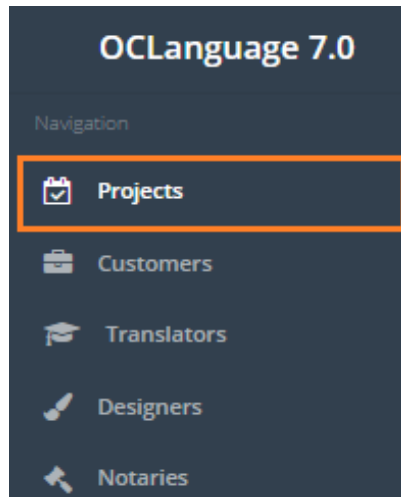 OCLanguage 7.0
Navigation
Projects
Customers
Translators
Designers
Notaries